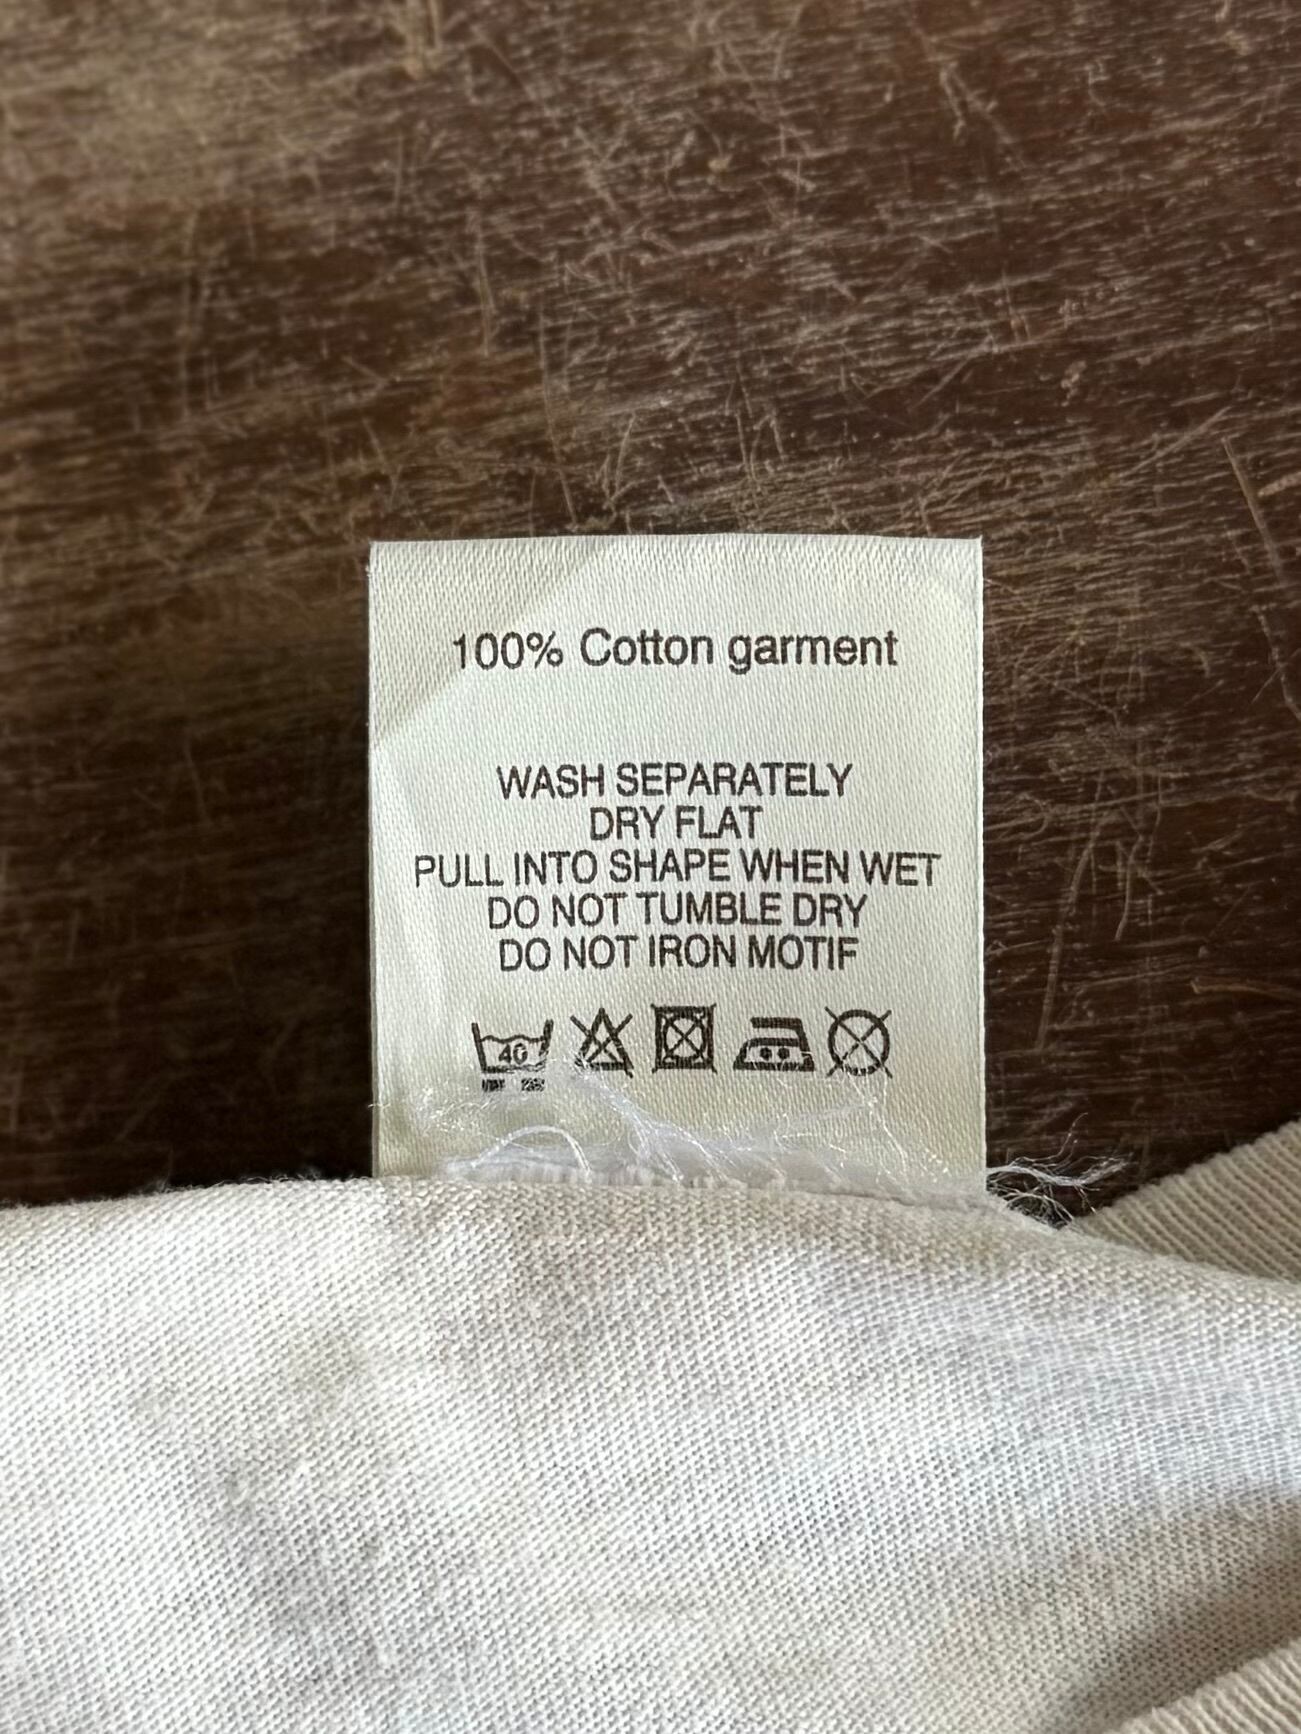 100% Cotton garment
WASH SEPARATELY
DRY FLAT
PULL INTO SHAPE WHEN WET
DO NOT TUMBLE DRY
DO NOT IRON MOTIF
40